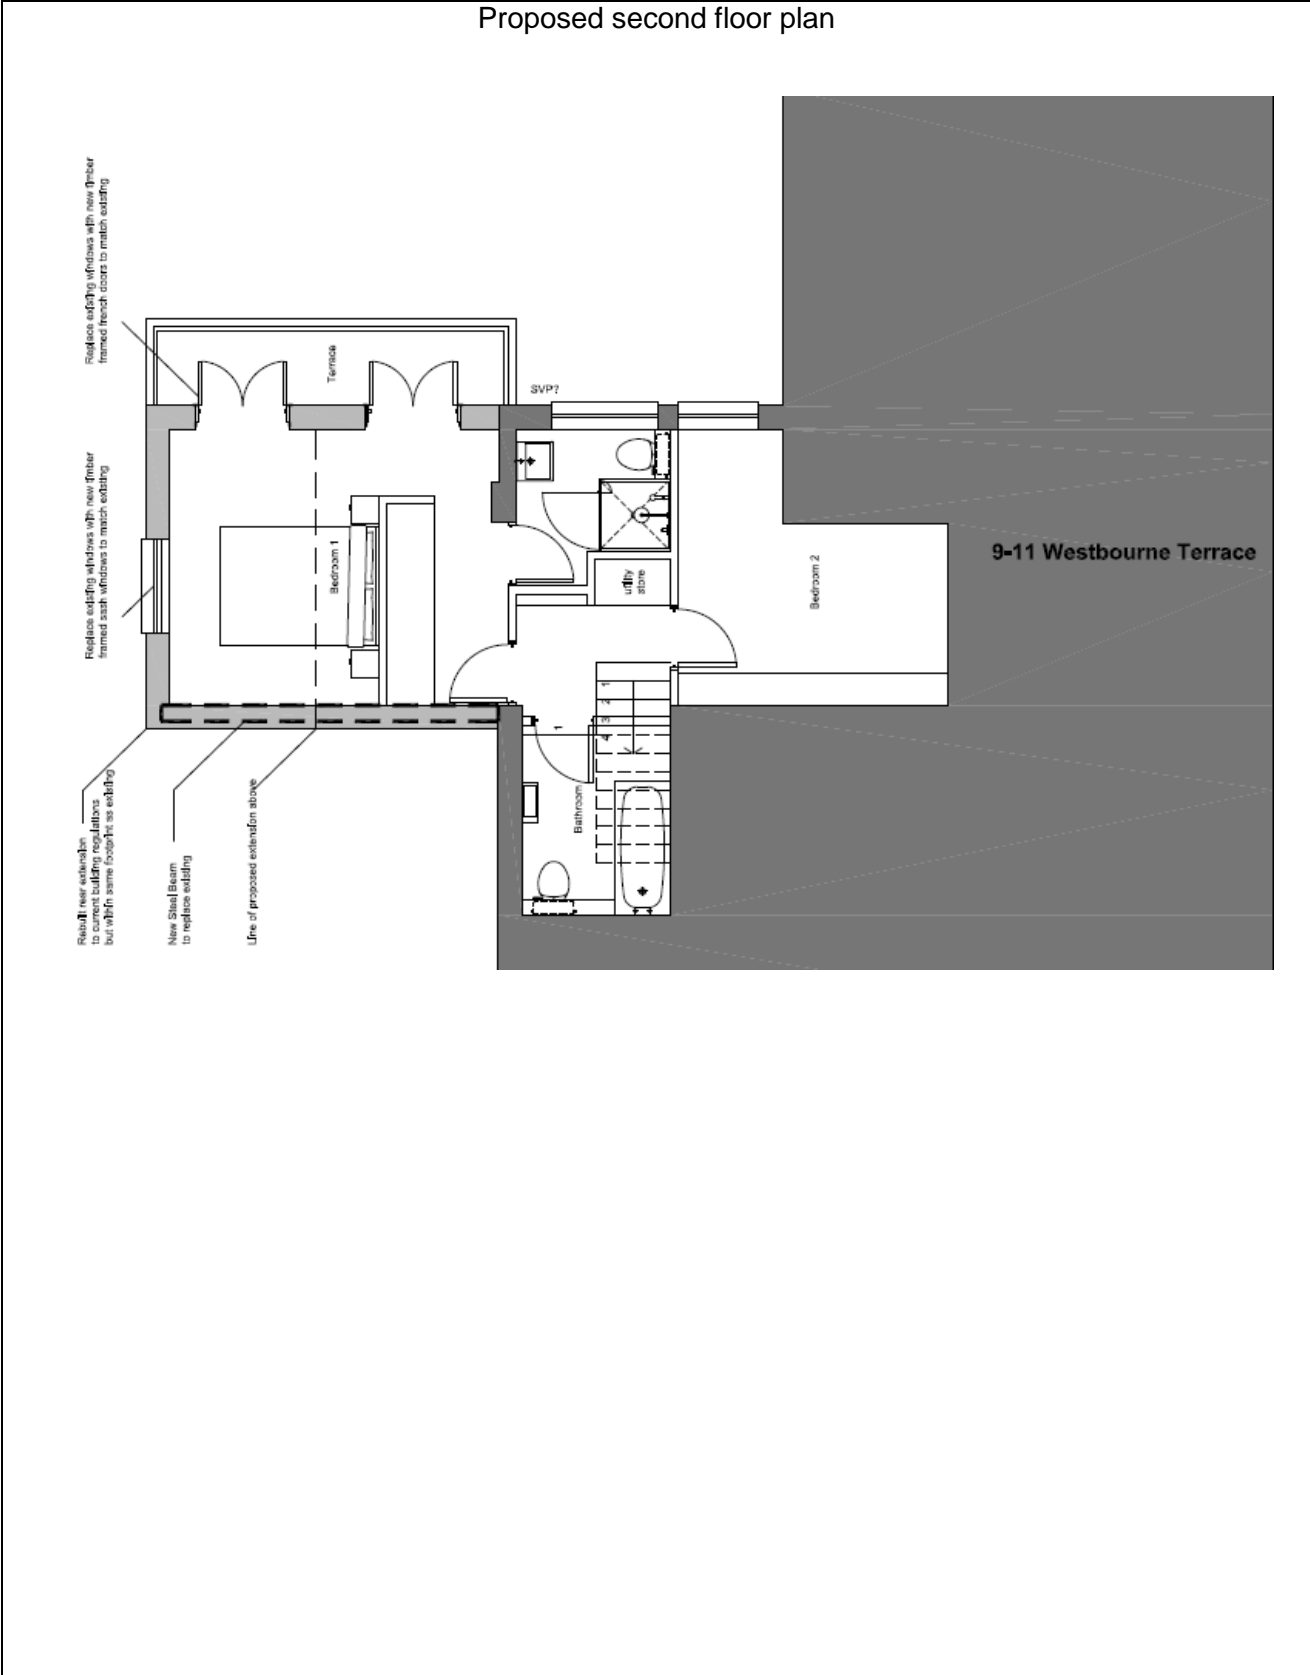 Proposed second floor plan
Replace existing windows with new timber
framed french doors to match existing
Terrace
SVP?
Replace existing windows with new timber
framed sash windows to match existing
Bedroom 1
utility
store
Bedroom 2
9-11 Westbourne Terrace
1
2
3
4
1
Bathroom
Rebuilt rear extension
to current building regulations
but within same footprint as existing
New Steel Beam
to replace existing
Line of proposed extension above